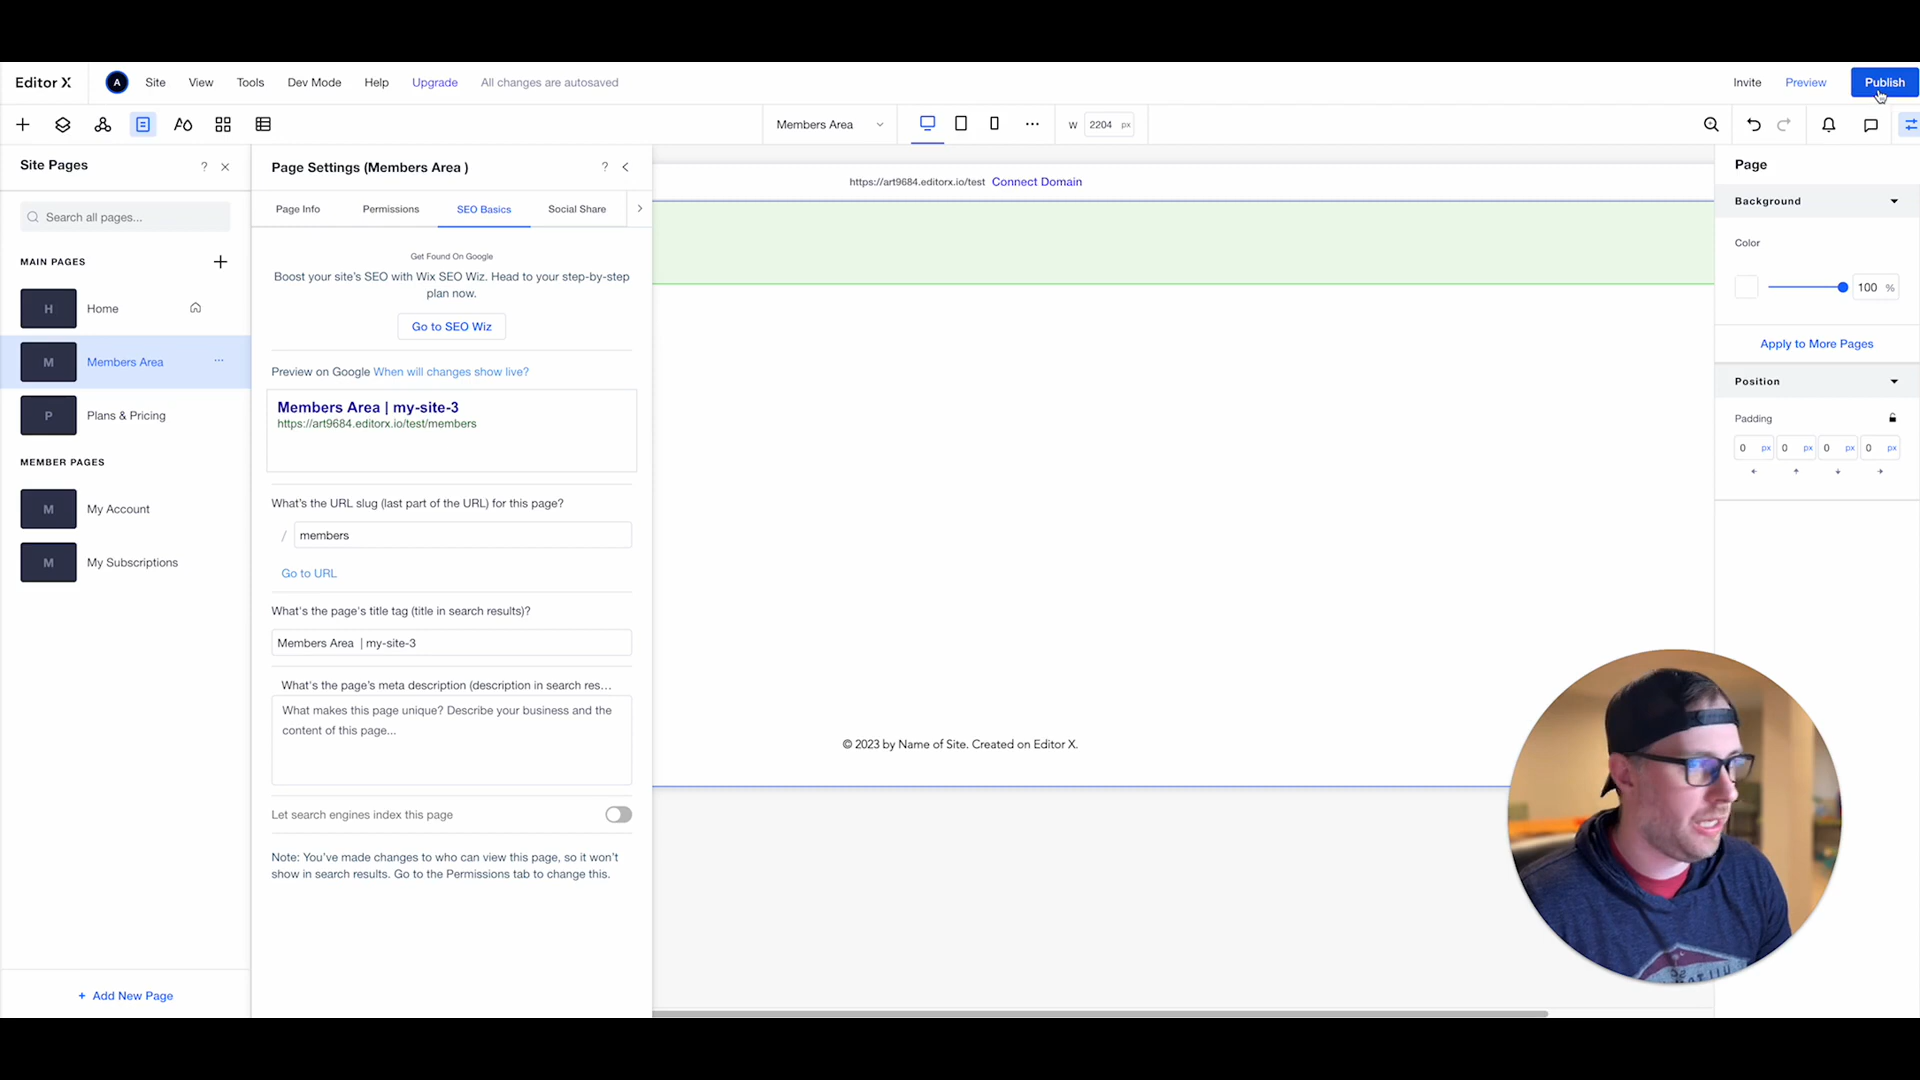 Editor X
A
Site
View
Tools
Dev Mode
Help
Upgrade
All changes are autosaved
Invite
Preview
Publish
Members Area
W
2204 px
Site Pages
?
Search all pages...
MAIN PAGES
H
Home
M
Members Area
P
Plans & Pricing
MEMBER PAGES
M
My Account
M
My Subscriptions
+ Add New Page
Page Settings (Members Area )
?
Page Info
Permissions
SEO Basics
Social Share
Get Found On Google
Boost your site's SEO with Wix SEO Wiz. Head to your step-by-step
plan now.
Go to SEO Wiz
Preview on Google When will changes show live?
Members Area | my-site-3
https://art9684.editorx.io/test/members
What's the URL slug (last part of the URL) for this page?
/ members
Go to URL
What's the page's title tag (title in search results)?
Members Area | my-site-3
What's the page's meta description (description in search res...
What makes this page unique? Describe your business and the
content of this page...
Let search engines index this page
Note: You've made changes to who can view this page, so it won't
show in search results. Go to the Permissions tab to change this.
https://art9684.editorx.io/test Connect Domain
© 2023 by Name of Site. Created on Editor X.
Page
Background
Color
100 %
Apply to More Pages
Position
Padding
0 px 0 px 0 px 0 px